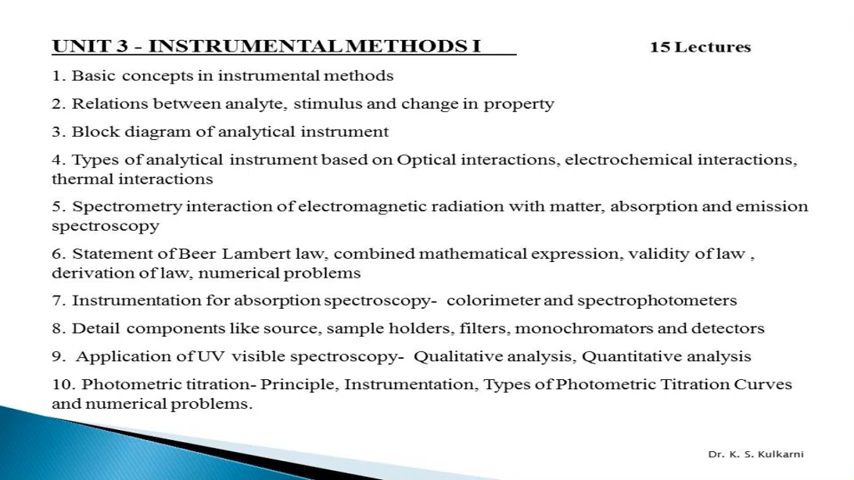 UNIT 3 - INSTRUMENTAL METHODS I 15 Lectures
1. Basic concepts in instrumental methods
2. Relations between analyte, stimulus and change in property
3. Block diagram of analytical instrument
4. Types of analytical instrument based on Optical interactions, electrochemical interactions,
thermal interactions
5. Spectrometry interaction of electromagnetic radiation with matter, absorption and emission
spectroscopy
6. Statement of Beer Lambert law, combined mathematical expression, validity of law ,
derivation of law, numerical problems
7. Instrumentation for absorption spectroscopy- colorimeter and spectrophotometers
8. Detail components like source, sample holders, filters, monochromators and detectors
9. Application of UV visible spectroscopy- Qualitative analysis, Quantitative analysis
10. Photometric titration- Principle, Instrumentation, Types of Photometric Titration Curves
and numerical problems.
Dr. K. S. Kulkarni